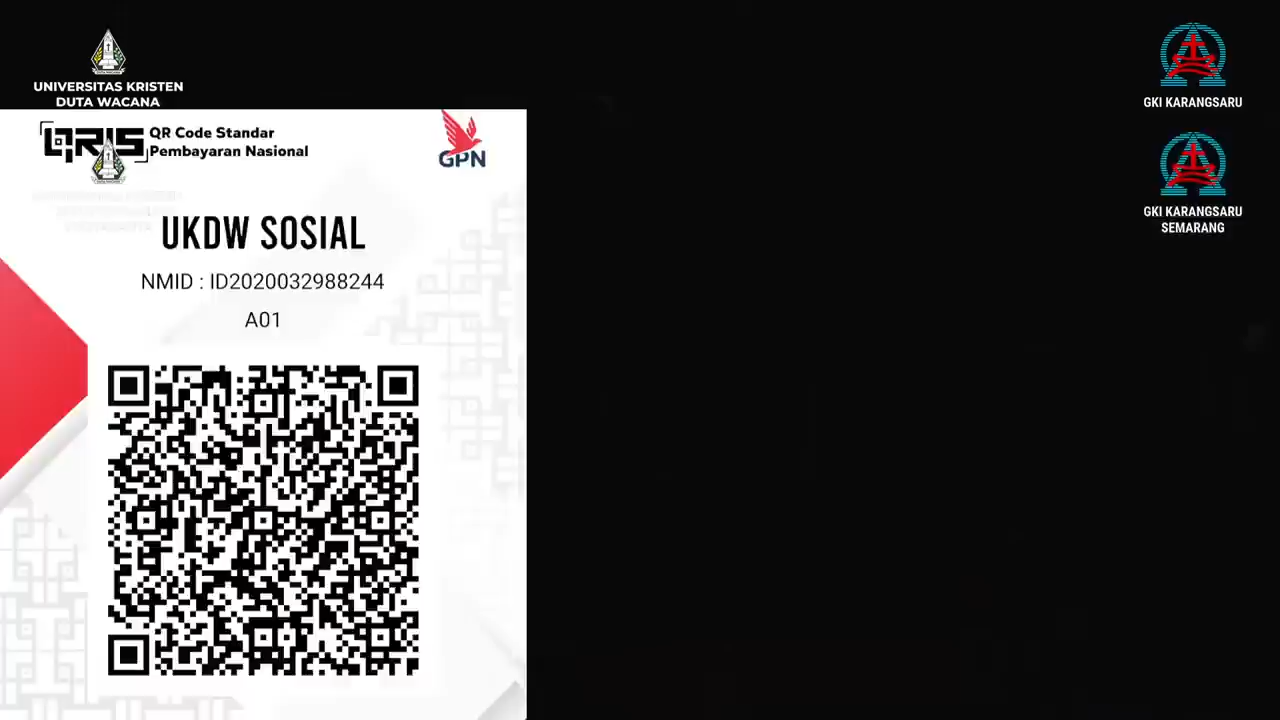 UNIVERSITAS KRISTEN
DUTA WACANA
QRIS
QR Code Standar
Pembayaran Nasional
GPN
UKDW SOSIAL
NMID : ID2020032988244
A01
GKI KARANGSARU
GKI KARANGSARU
SEMARANG